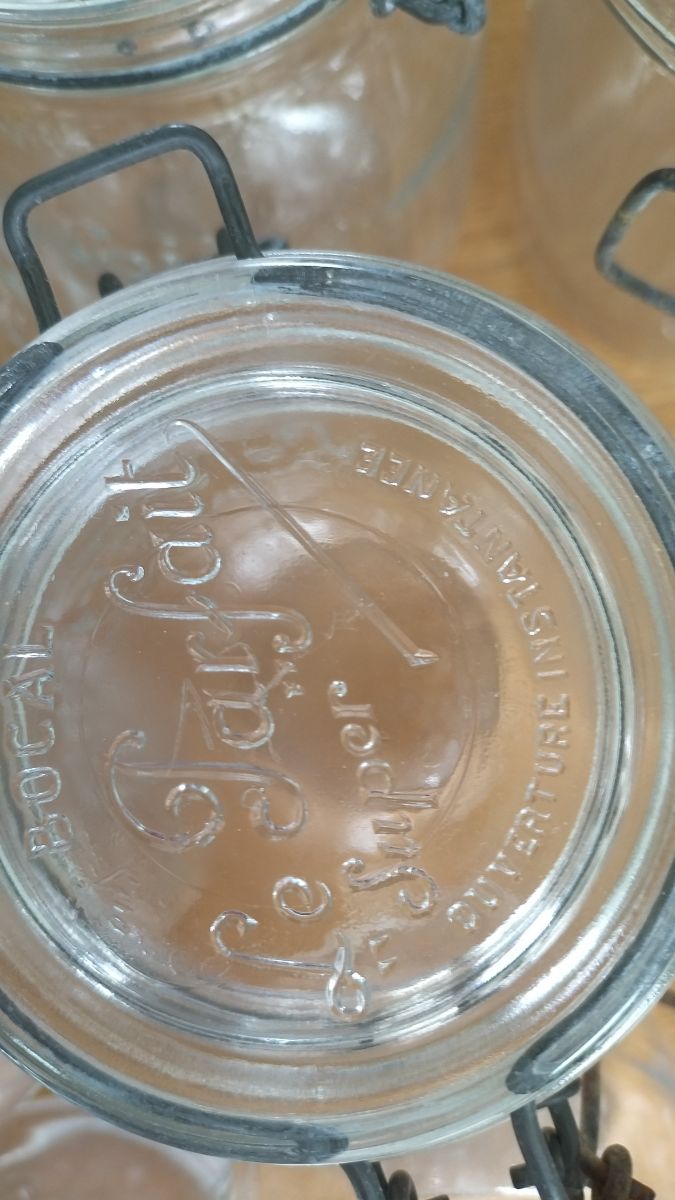 BOCAL
Le Parfait
"Super
OUVERTURE INSTANTANEE